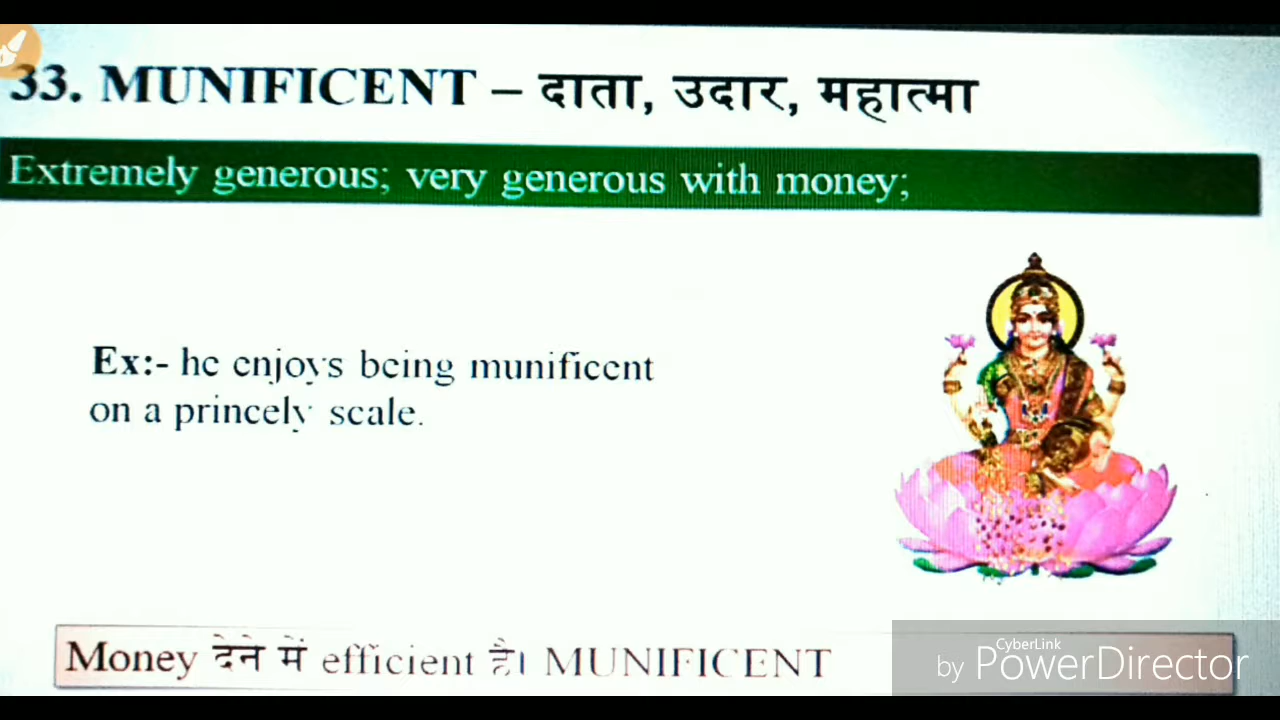 33. MUNIFICENT – दाता, उदार, महात्मा
Extremely generous; very generous with money;
Ex:- he enjoys being munificent
on a princely scale.
Money देने में efficient है। MUNIFICENT
CyberLink
by PowerDirector